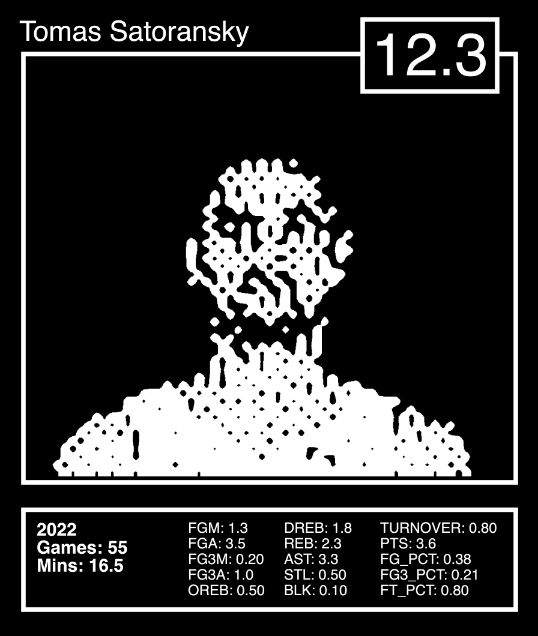 Tomas Satoransky
12.3
2022
Games: 55
Mins: 16.5
FGM: 1.3
FGA: 3.5
FG3M: 0.20
FG3A: 1.0
OREB: 0.50
DREB: 1.8
REB: 2.3
AST: 3.3
STL: 0.50
BLK: 0.10
TURNOVER: 0.80
PTS: 3.6
FG_PCT: 0.38
FG3_PCT: 0.21
FT_PCT: 0.80